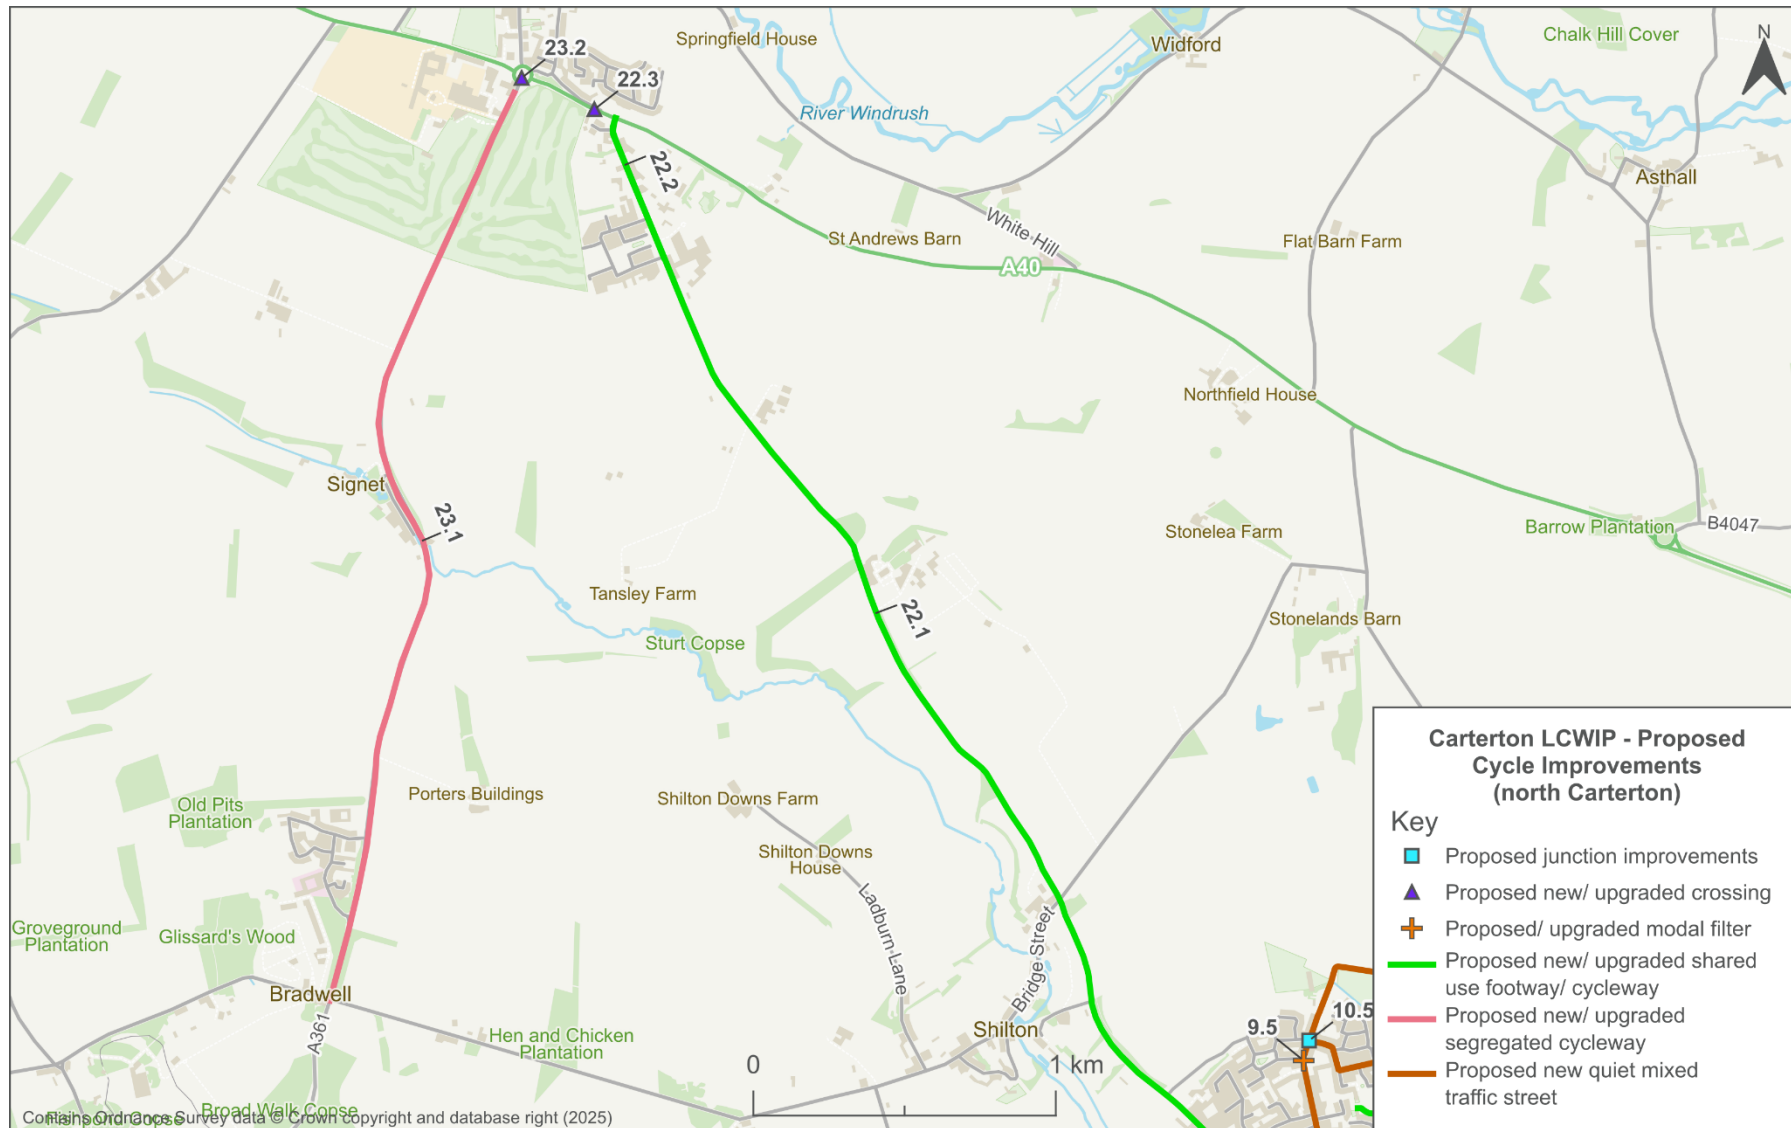 Springfield House
Widford
Chalk Hill Cover
N
23.2
22.3
River Windrush
22.2
Asthall
White Hill
St Andrews Barn
Flat Barn Farm
A40
Northfield House
Signet
23.1
Stonelea Farm
Barrow Plantation
B4047
Tansley Farm
22.1
Sturt Copse
Stonelands Barn
Old Pits
Plantation
Porters Buildings
Shilton Downs Farm
Shilton Downs
House
Ladburn Lane
Groveground
Plantation
Glissard's Wood
Bradwell
A361
Bridge Street
Shilton
Hen and Chicken
Plantation
9.5
10.5
0
1 km
Broad Walk Copse
Fishpond Copse
Contains Ordnance Survey data © Crown copyright and database right (2025)
Carterton LCWIP - Proposed
Cycle Improvements
(north Carterton)
Key
Proposed junction improvements
Proposed new/ upgraded crossing
Proposed/ upgraded modal filter
Proposed new/ upgraded shared
use footway/ cycleway
Proposed new/ upgraded
segregated cycleway
Proposed new quiet mixed
traffic street